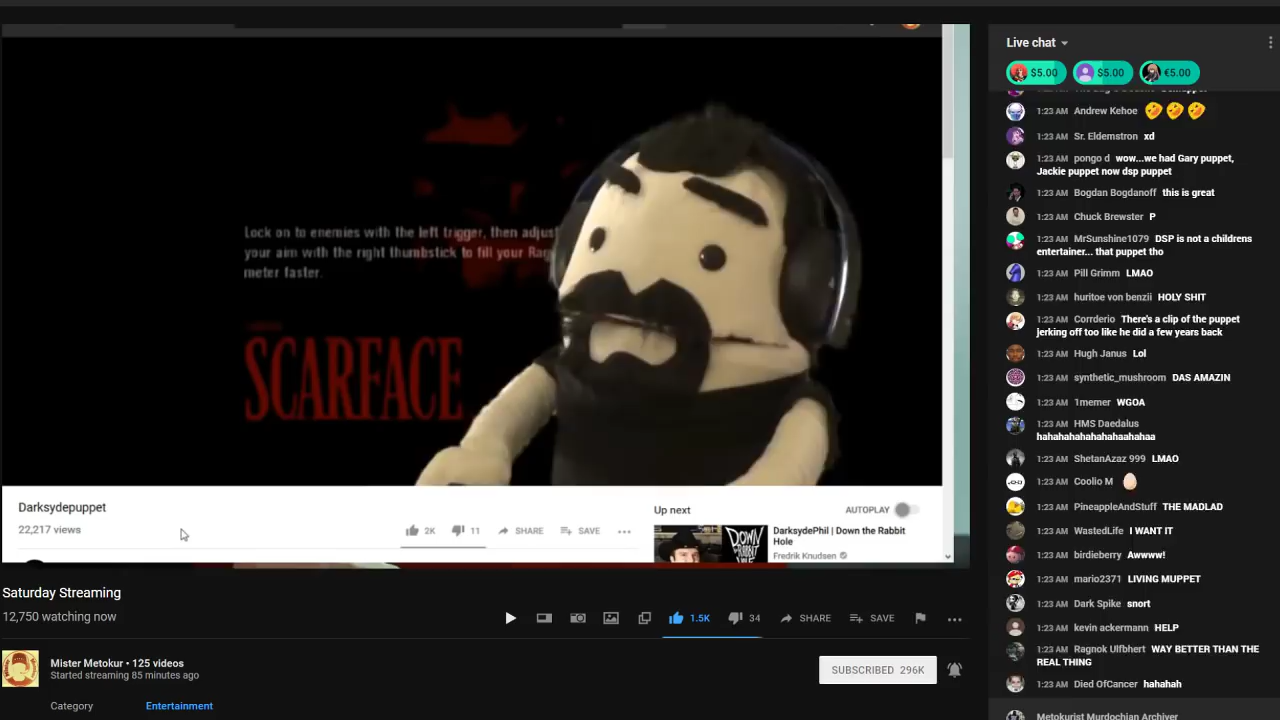 Lock on to enemies with the left trigger, then adjust
your aim with the right thumbstick to fill your Rag
meter faster.
SCARFACE
Darksydepuppet
22,217 views
2K
11
SHARE
SAVE
Up next
AUTOPLAY
DarksydePhil | Down the Rabbit
Hole
Fredrik Knudsen
DOWN
Saturday Streaming
12,750 watching now
1.5K
34
SHARE
SAVE
Mister Metokur • 125 videos
Started streaming 85 minutes ago
SUBSCRIBED 296K
Category
Entertainment
Live chat
$5.00
$5.00
€5.00
1:23 AM Andrew Kehoe
1:23 AM Sr. Eldemstron xd
1:23 AM pongo d wow...we had Gary puppet,
Jackie puppet now dsp puppet
1:23 AM Bogdan Bogdanoff this is great
1:23 AM Chuck Brewster P
1:23 AM MrSunshine1079 DSP is not a childrens
entertainer... that puppet tho
1:23 AM Pill Grimm LMAO
1:23 AM huritoe von benzii HOLY SHIT
1:23 AM Corrderio There's a clip of the puppet
jerking off too like he did a few years back
1:23 AM Hugh Janus Lol
1:23 AM synthetic_mushroom DAS AMAZIN
1:23 AM 1memer WGOA
1:23 AM HMS Daedalus
hahahahahahahaahahaa
1:23 AM ShetanAzaz 999 LMAO
1:23 AM Coolio M
1:23 AM PineappleAndStuff THE MADLAD
1:23 AM WastedLife I WANT IT
1:23 AM birdieberry Awwww!
1:23 AM mario2371 LIVING MUPPET
1:23 AM Dark Spike snort
1:23 AM kevin ackermann HELP
1:23 AM Ragnok Ulfbhert WAY BETTER THAN THE
REAL THING
1:23 AM Died OfCancer hahahah
Metokurist Murdochian Archiver